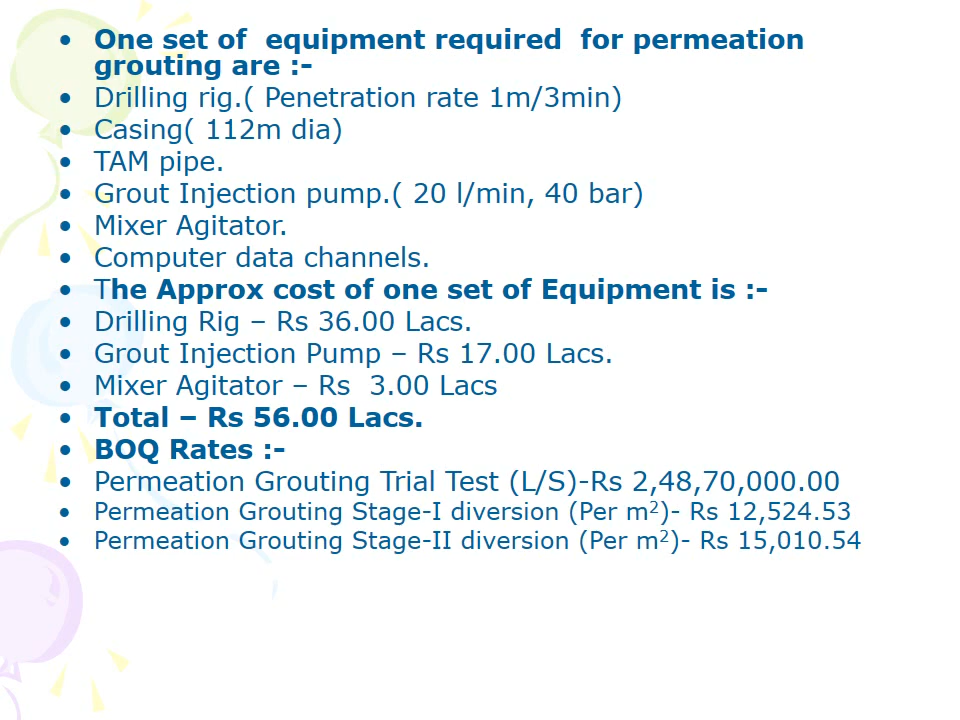 • One set of  equipment required  for permeation
grouting are :-
• Drilling rig.( Penetration rate 1m/3min)
• Casing( 112m dia)
• TAM pipe.
• Grout Injection pump.( 20 l/min, 40 bar)
• Mixer Agitator.
• Computer data channels.
• The Approx cost of one set of Equipment is :-
• Drilling Rig – Rs 36.00 Lacs.
• Grout Injection Pump – Rs 17.00 Lacs.
• Mixer Agitator – Rs  3.00 Lacs
• Total – Rs 56.00 Lacs.
• BOQ Rates :-
• Permeation Grouting Trial Test (L/S)-Rs 2,48,70,000.00
• Permeation Grouting Stage-I diversion (Per m²)- Rs 12,524.53
• Permeation Grouting Stage-II diversion (Per m²)- Rs 15,010.54